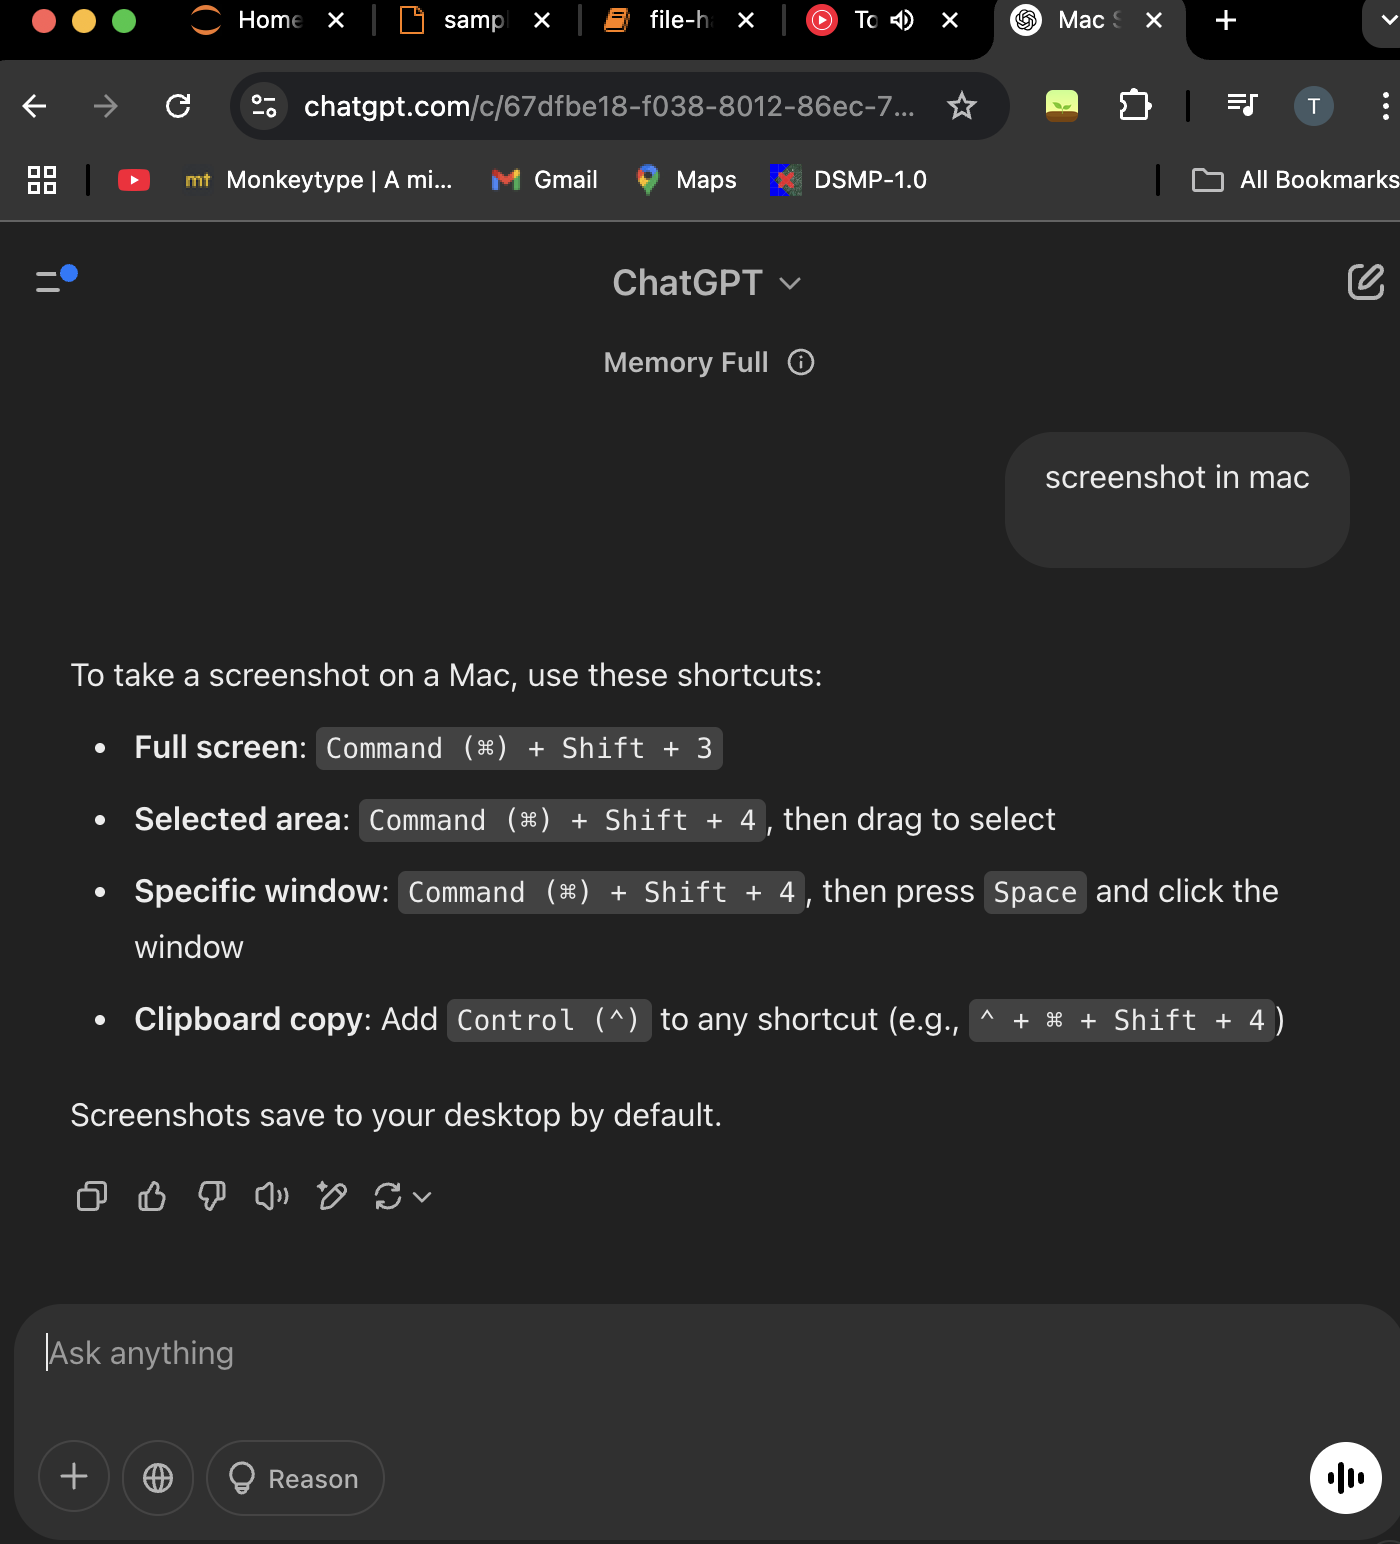 Home
samp
file-h
To
Mac S
chatgpt.com/c/67dfbe18-f038-8012-86ec-7...
T
mt Monkeytype | A mi...
Gmail
Maps
DSMP-1.0
All Bookmarks
ChatGPT
Memory Full
screenshot in mac
To take a screenshot on a Mac, use these shortcuts:
• Full screen: Command (⌘) + Shift + 3
• Selected area: Command (⌘) + Shift + 4, then drag to select
• Specific window: Command (⌘) + Shift + 4, then press Space and click the
window
• Clipboard copy: Add Control (^) to any shortcut (e.g., ^ + ⌘ + Shift + 4)
Screenshots save to your desktop by default.
Ask anything
Reason